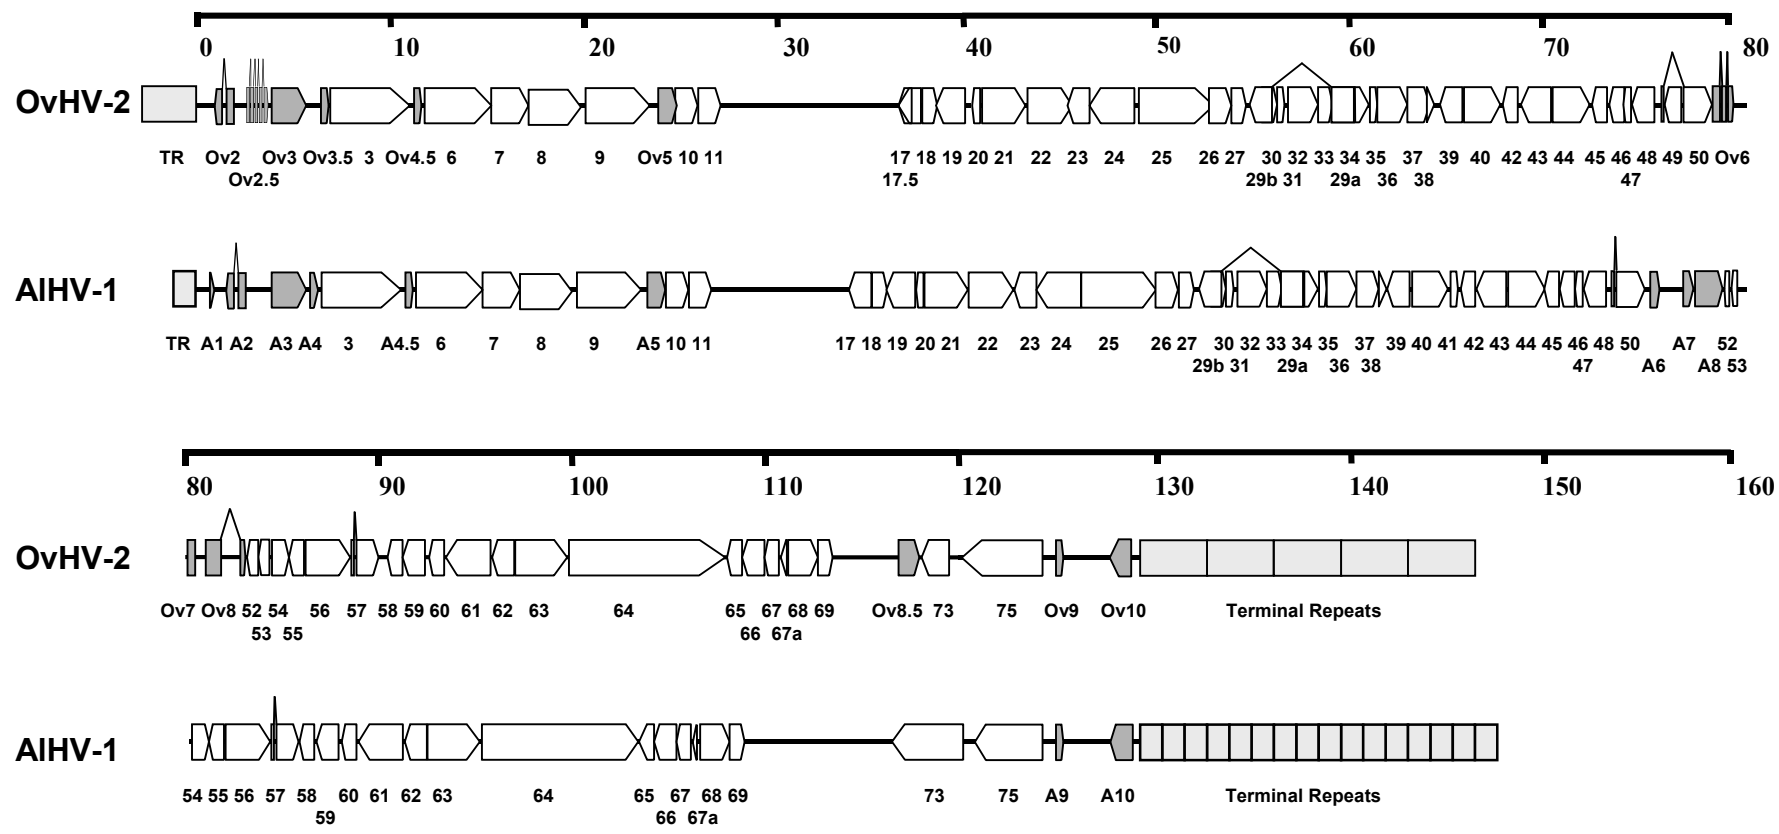 0 10 20 30 40 50 60 70 80
OvHV-2
TR Ov2 Ov3 Ov3.5 3 Ov4.5 6 7 8 9 Ov5 10 11 17 18 19 20 21 22 23 24 25 26 27 30 32 33 34 35 37 39 40 42 43 44 45 46 48 49 50 Ov6
Ov2.5 17.5 29b 31 29a 36 38 47
AlHV-1
TR A1 A2 A3 A4 3 A4.5 6 7 8 9 A5 10 11 17 18 19 20 21 22 23 24 25 26 27 30 32 33 34 35 37 39 40 41 42 43 44 45 46 48 50 A7 52
29b 31 29a 36 38 47 A6 A8 53
80 90 100 110 120 130 140 150 160
OvHV-2
Ov7 Ov8 52 54 56 57 58 59 60 61 62 63 64 65 67 68 69 Ov8.5 73 75 Ov9 Ov10 Terminal Repeats
53 55 66 67a
AlHV-1
54 55 56 57 58 60 61 62 63 64 65 67 68 69 73 75 A9 A10 Terminal Repeats
59 66 67a